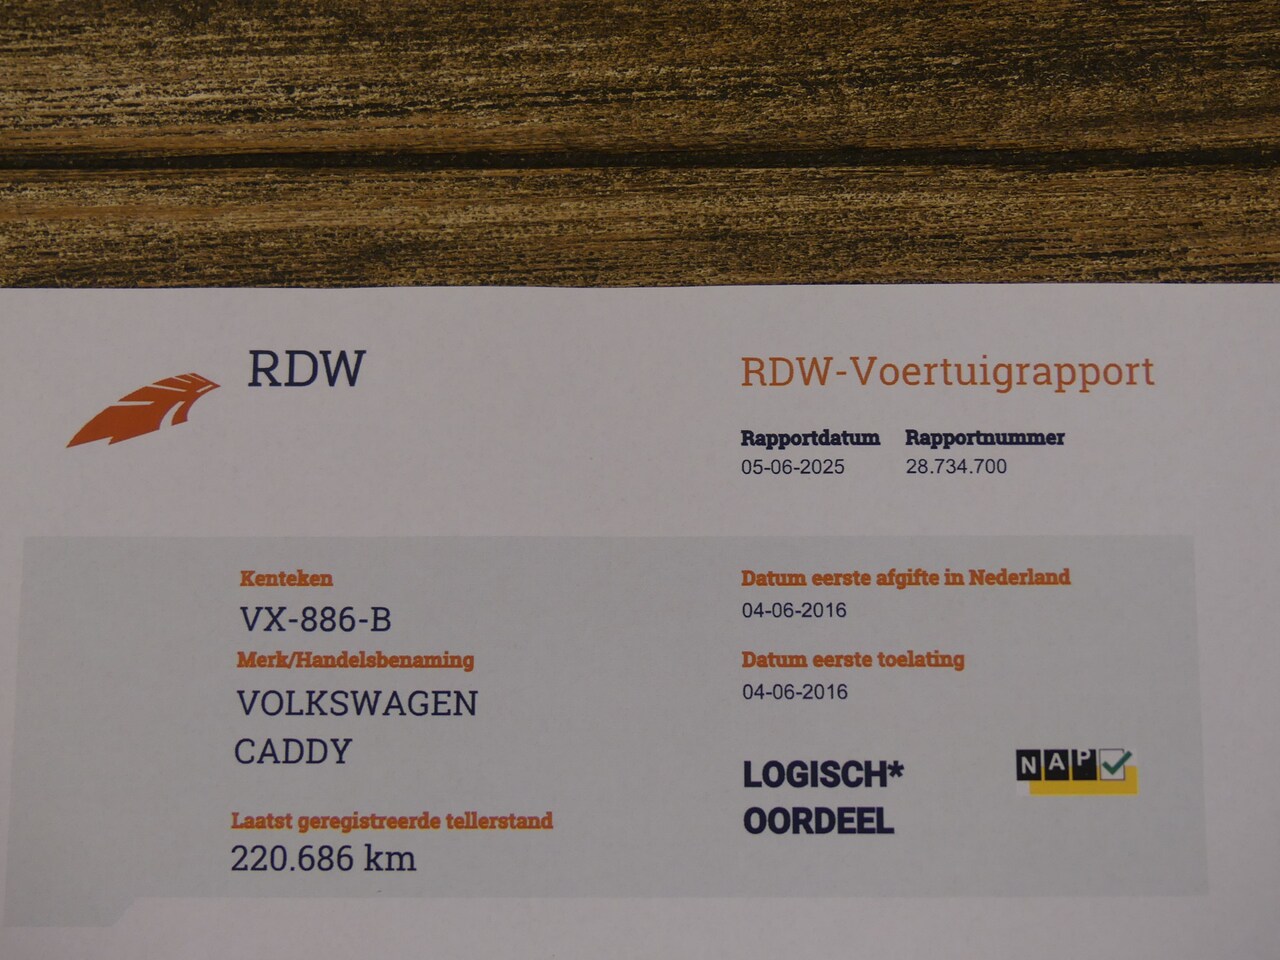 RDW
RDW-Voertuigrapport
Rapportdatum Rapportnummer
05-06-2025 28.734.700
Kenteken
VX-886-B
Merk/Handelsbenaming
VOLKSWAGEN
CADDY
Laatst geregistreerde tellerstand
220.686 km
Datum eerste afgifte in Nederland
04-06-2016
Datum eerste toelating
04-06-2016
LOGISCH*
OORDEEL
NAP